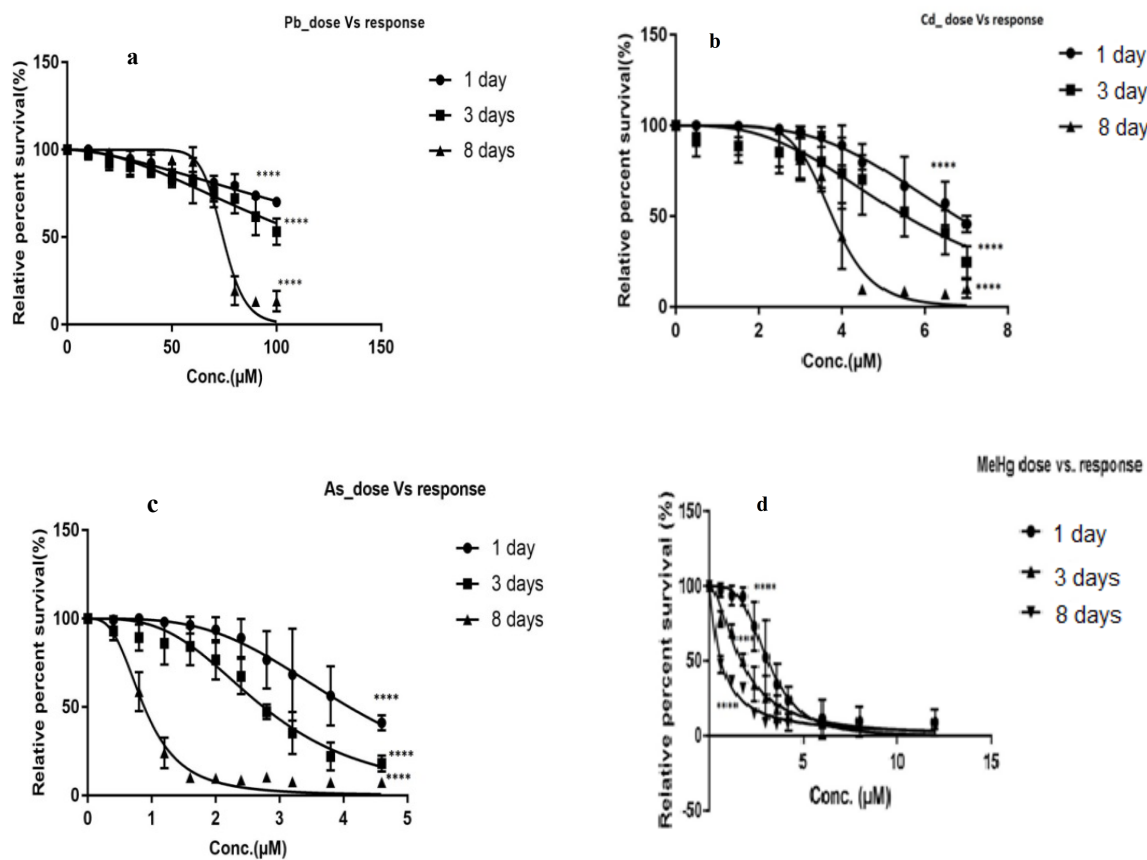 Pb_dose Vs response
a
Relative percent survival(%)
150
100
50
0
0 50 100 150
Conc.(µM)
1 day
3 days
8 days
****
****
****
Cd_ dose Vs response
b
Relative percent survival(%)
150
100
50
0
0 2 4 6 8
Conc.(µM)
1 day
3 day
8 day
****
****
****
As_dose Vs response
c
Relative percent survival(%)
150
100
50
0
0 1 2 3 4 5
Conc.(µM)
1 day
3 days
8 days
****
****
****
MeHg dose vs. response
d
Relative percent survival (%)
150
100
50
0
-50
5 10 15
Conc. (µM)
1 day
3 days
8 days
****
****
****